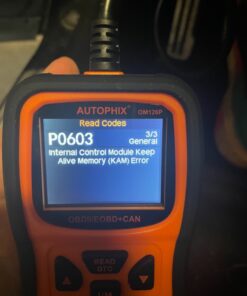 AUTOPHIX
OM126P
Read Codes
P0603
3/3
General
Internal Control Module Keep
Alive Memory (KAM) Error
OBDII/EOBD+CAN
READ
DTC
I/M